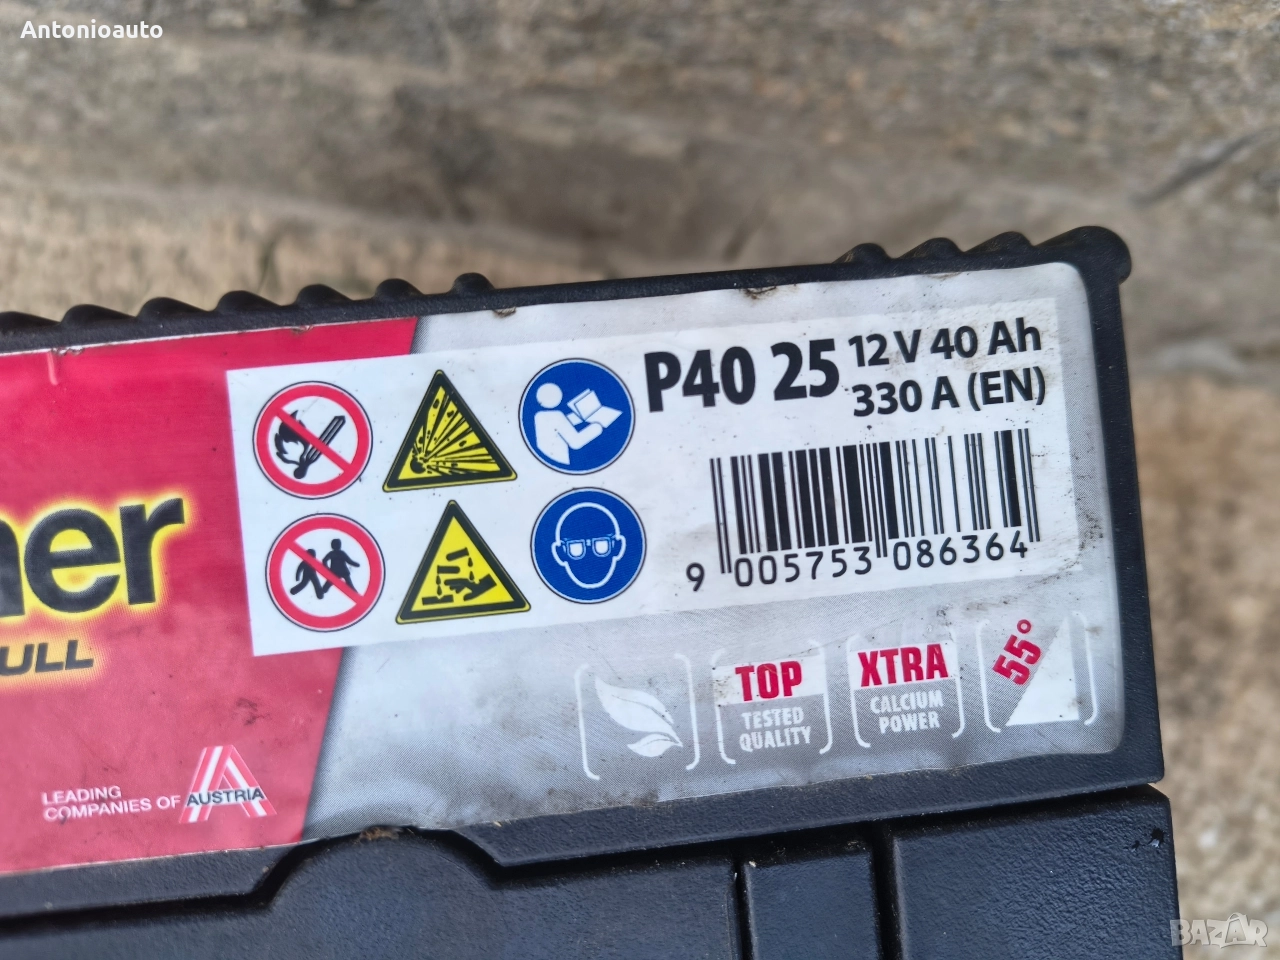 Antonioauto
P40 25
12 V 40 Ah
330 A (EN)
9 005753 086364
TOP
TESTED
QUALITY
XTRA
CALCIUM
POWER
55°
LEADING
COMPANIES OF AUSTRIA
BAZAR